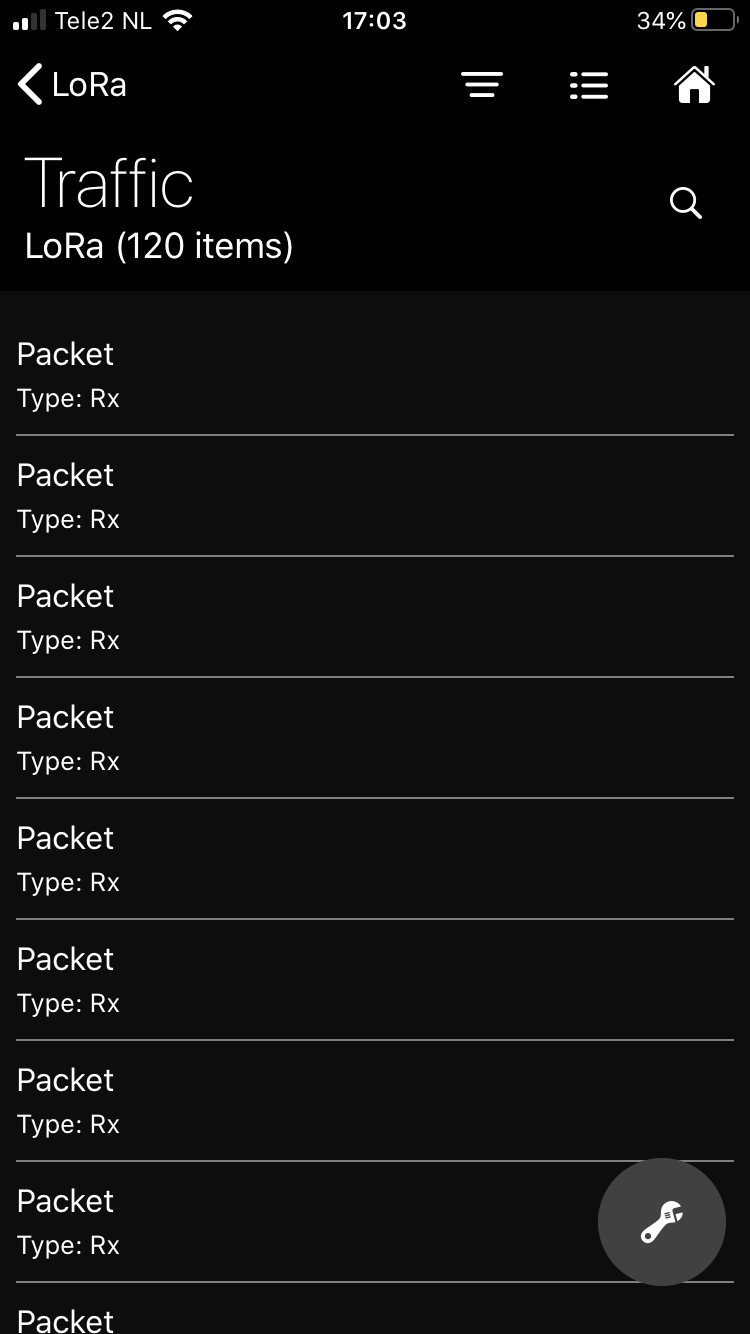 Tele2 NL 17:03 34%
LoRa
Traffic
LoRa (120 items)
Packet
Type: Rx
Packet
Type: Rx
Packet
Type: Rx
Packet
Type: Rx
Packet
Type: Rx
Packet
Type: Rx
Packet
Type: Rx
Packet
Type: Rx
Packet